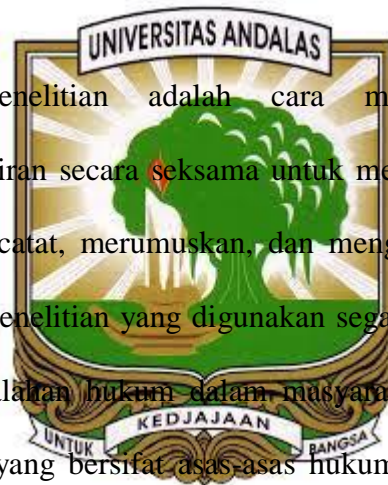 UNIVERSITAS ANDALAS
enelitian adalah cara m
iran secara seksama untuk me
catat, merumuskan, dan meng
enelitian yang digunakan sega
alahan hukum dalam masyara
KEDJAJAAN
UNTUK BANGSA
yang bersifat asas-asas hukum